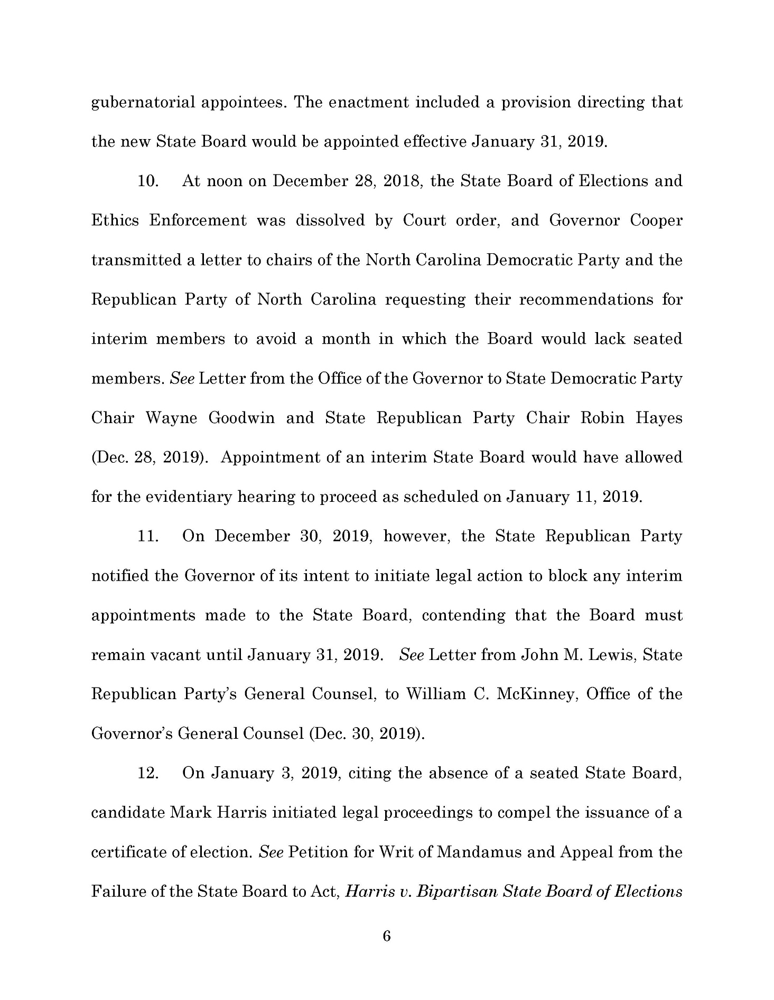 gubernatorial appointees. The enactment included a provision directing that
the new State Board would be appointed effective January 31, 2019.
10. At noon on December 28, 2018, the State Board of Elections and
Ethics Enforcement was dissolved by Court order, and Governor Cooper
transmitted a letter to chairs of the North Carolina Democratic Party and the
Republican Party of North Carolina requesting their recommendations for
interim members to avoid a month in which the Board would lack seated
members. See Letter from the Office of the Governor to State Democratic Party
Chair Wayne Goodwin and State Republican Party Chair Robin Hayes
(Dec. 28, 2019). Appointment of an interim State Board would have allowed
for the evidentiary hearing to proceed as scheduled on January 11, 2019.
11. On December 30, 2019, however, the State Republican Party
notified the Governor of its intent to initiate legal action to block any interim
appointments made to the State Board, contending that the Board must
remain vacant until January 31, 2019. See Letter from John M. Lewis, State
Republican Party’s General Counsel, to William C. McKinney, Office of the
Governor’s General Counsel (Dec. 30, 2019).
12. On January 3, 2019, citing the absence of a seated State Board,
candidate Mark Harris initiated legal proceedings to compel the issuance of a
certificate of election. See Petition for Writ of Mandamus and Appeal from the
Failure of the State Board to Act, Harris v. Bipartisan State Board of Elections
6